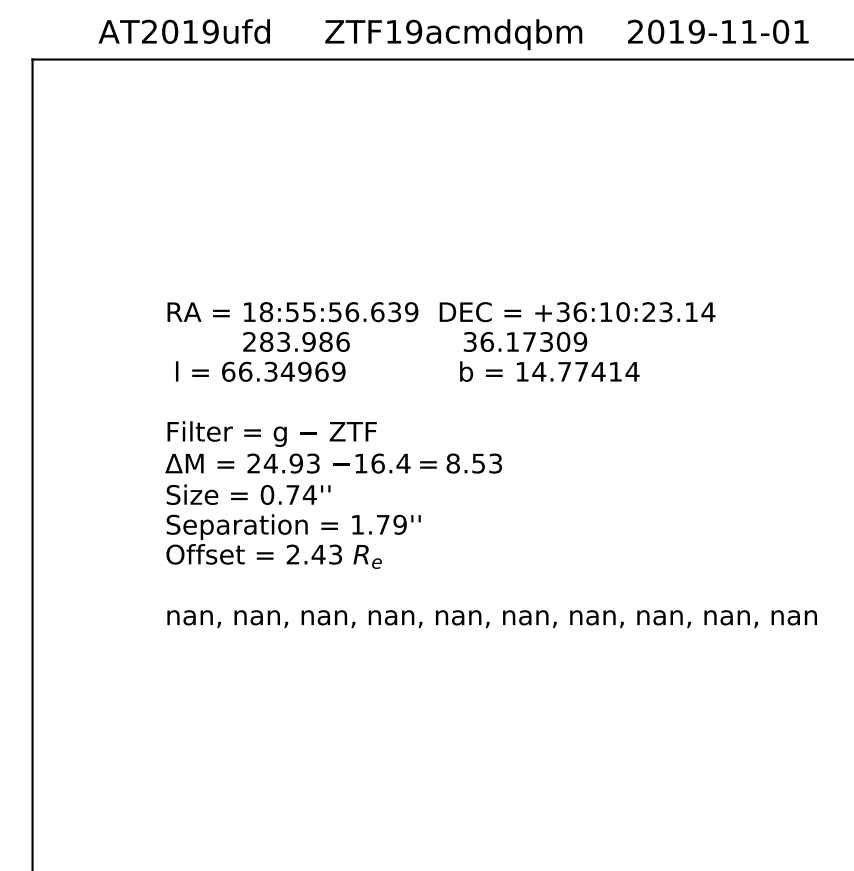 AT2019ufd ZTF19acmdqbm 2019-11-01
RA = 18:55:56.639 DEC = +36:10:23.14
283.986 36.17309
l = 66.34969 b = 14.77414
Filter = g − ZTF
ΔM = 24.93 −16.4 = 8.53
Size = 0.74''
Separation = 1.79''
Offset = 2.43 Re
nan, nan, nan, nan, nan, nan, nan, nan, nan, nan